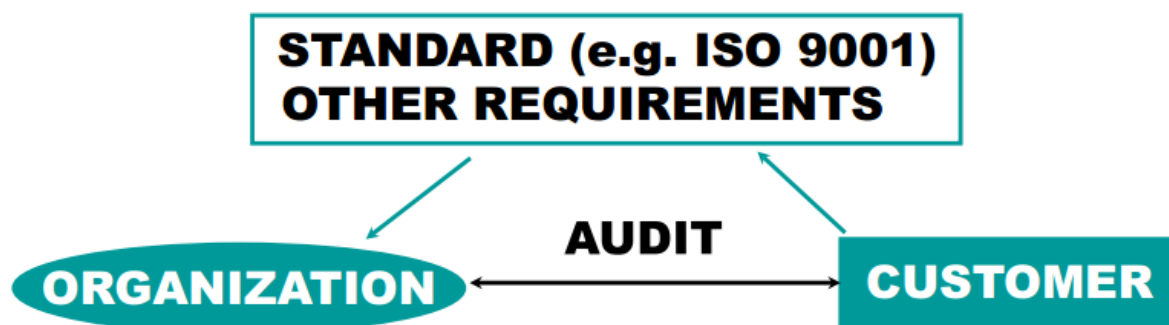 STANDARD (e.g. ISO 9001)
OTHER REQUIREMENTS
AUDIT
ORGANIZATION
CUSTOMER